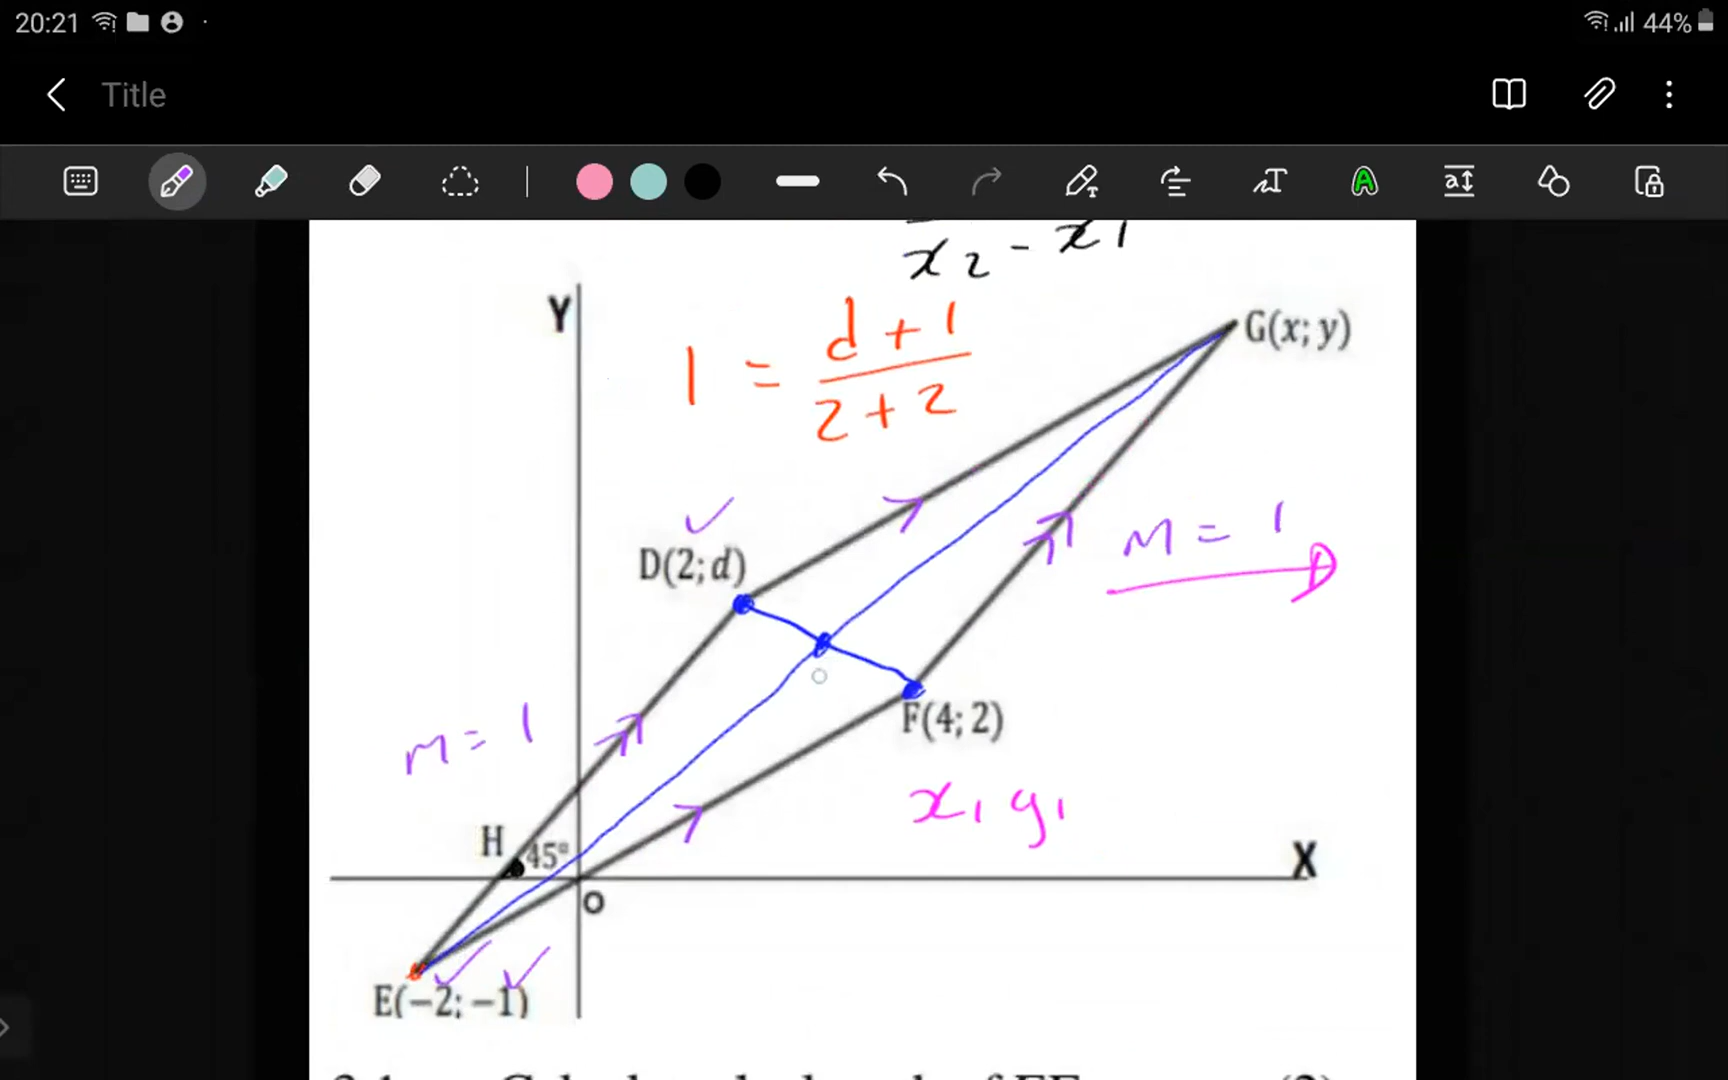 20:21
44%
Title
x2 - x1
Y
1 = d + 1
2 + 2
G(x; y)
D(2; d)
M = 1
F(4; 2)
m = 1
x1 y1
H
45°
X
O
E(−2; −1)